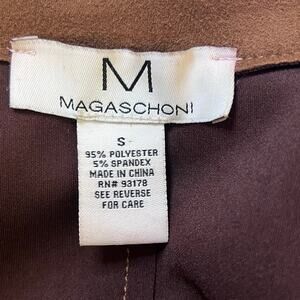 M
MAGASCHONI
S
95% POLYESTER
5% SPANDEX
MADE IN CHINA
RN# 93178
SEE REVERSE
FOR CARE